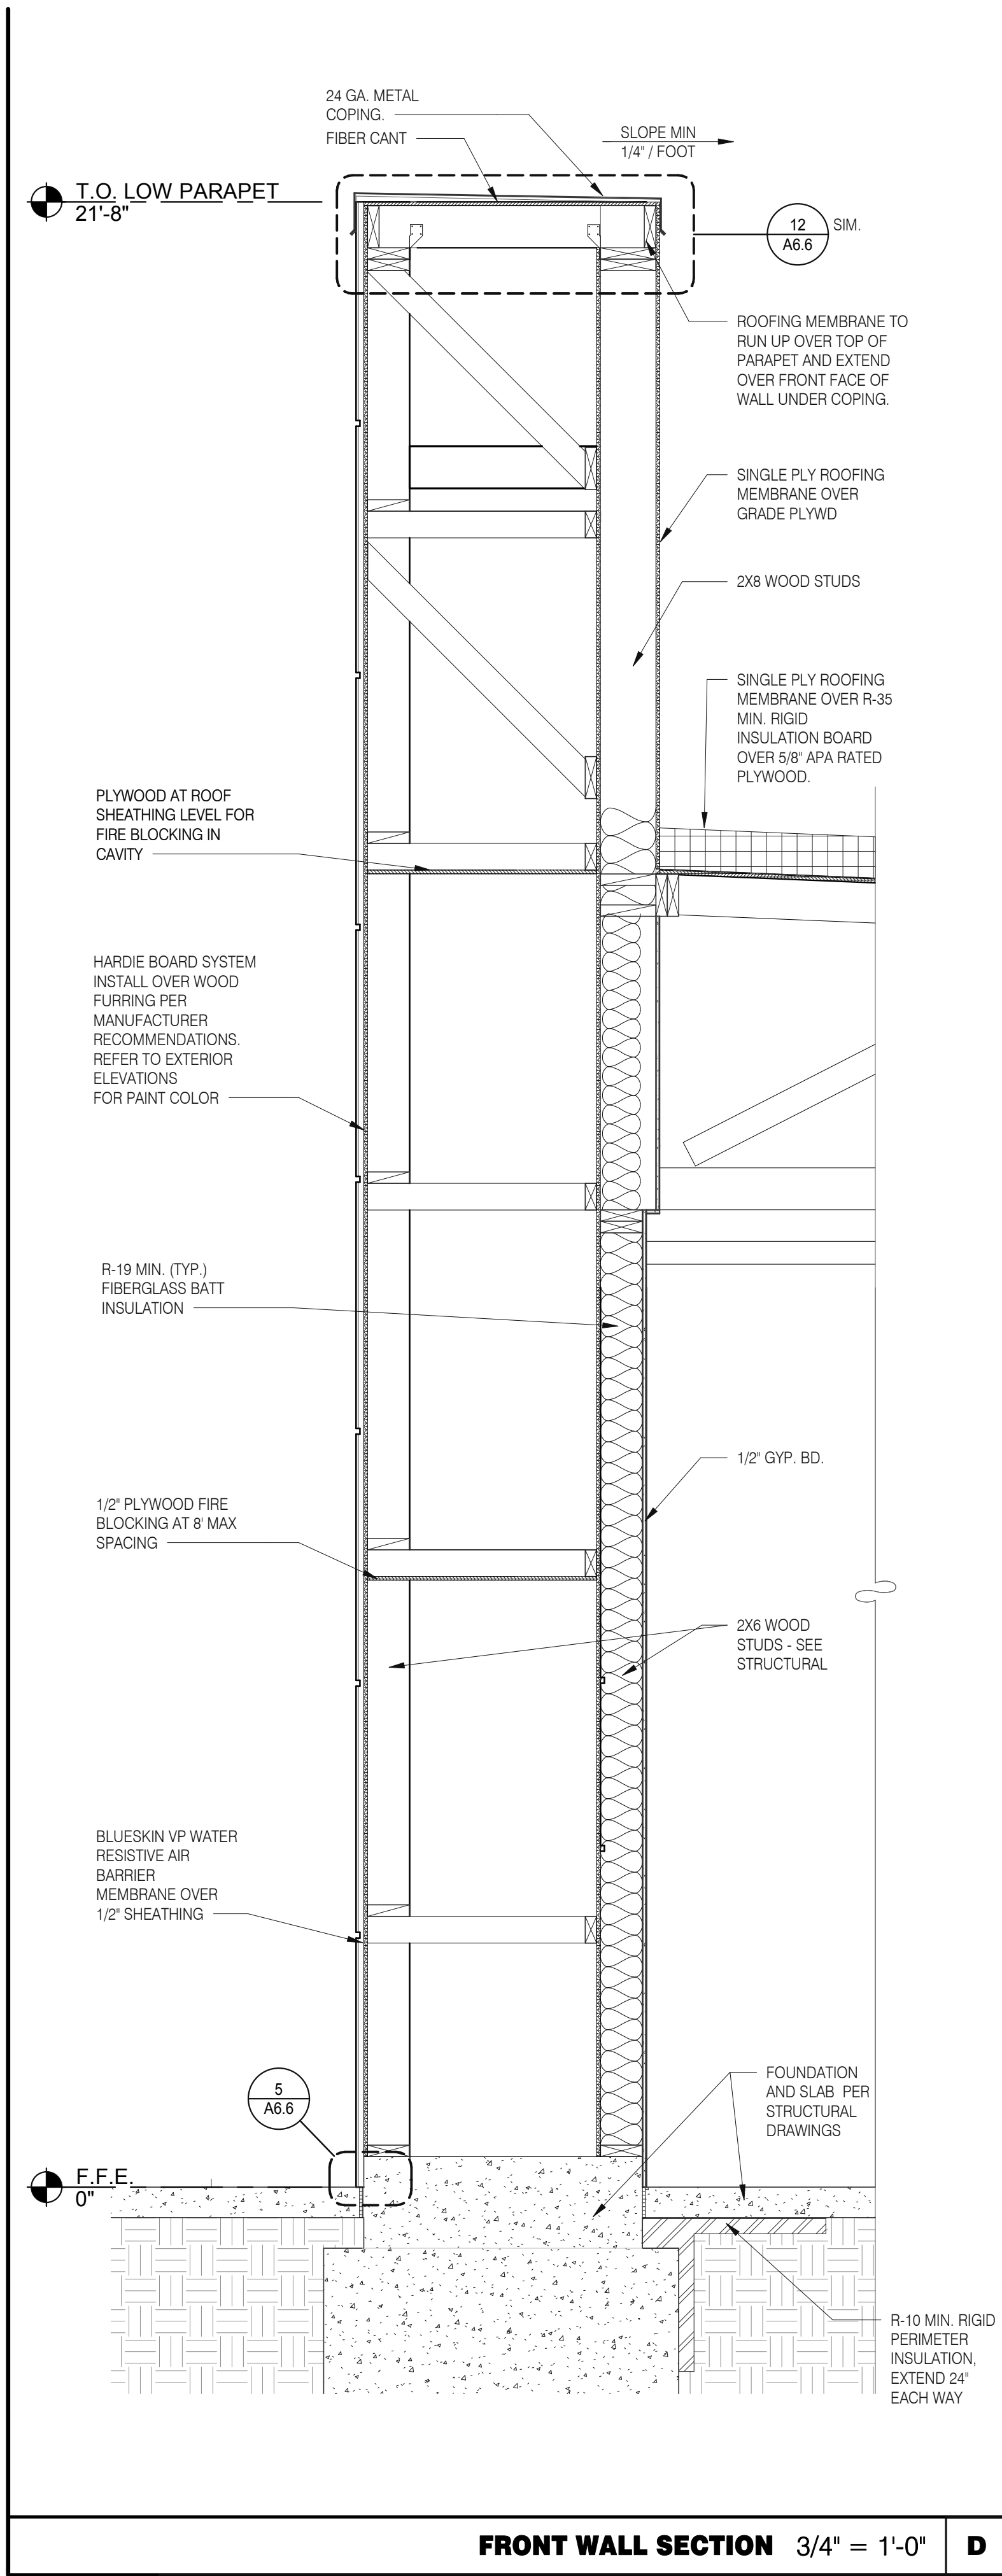 24 GA. METAL
COPING.
FIBER CANT
SLOPE MIN
1/4" / FOOT
T.O. LOW PARAPET
21'-8"
12
A6.6
SIM.
ROOFING MEMBRANE TO
RUN UP OVER TOP OF
PARAPET AND EXTEND
OVER FRONT FACE OF
WALL UNDER COPING.
SINGLE PLY ROOFING
MEMBRANE OVER
GRADE PLYWD
2X8 WOOD STUDS
SINGLE PLY ROOFING
MEMBRANE OVER R-35
MIN. RIGID
INSULATION BOARD
OVER 5/8" APA RATED
PLYWOOD.
PLYWOOD AT ROOF
SHEATHING LEVEL FOR
FIRE BLOCKING IN
CAVITY
HARDIE BOARD SYSTEM
INSTALL OVER WOOD
FURRING PER
MANUFACTURER
RECOMMENDATIONS.
REFER TO EXTERIOR
ELEVATIONS
FOR PAINT COLOR
R-19 MIN. (TYP.)
FIBERGLASS BATT
INSULATION
1/2" GYP. BD.
1/2" PLYWOOD FIRE
BLOCKING AT 8' MAX
SPACING
2X6 WOOD
STUDS - SEE
STRUCTURAL
BLUESKIN VP WATER
RESISTIVE AIR
BARRIER
MEMBRANE OVER
1/2" SHEATHING
5
A6.6
FOUNDATION
AND SLAB PER
STRUCTURAL
DRAWINGS
F.F.E.
0"
R-10 MIN. RIGID
PERIMETER
INSULATION,
EXTEND 24"
EACH WAY
FRONT WALL SECTION 3/4" = 1'-0" D